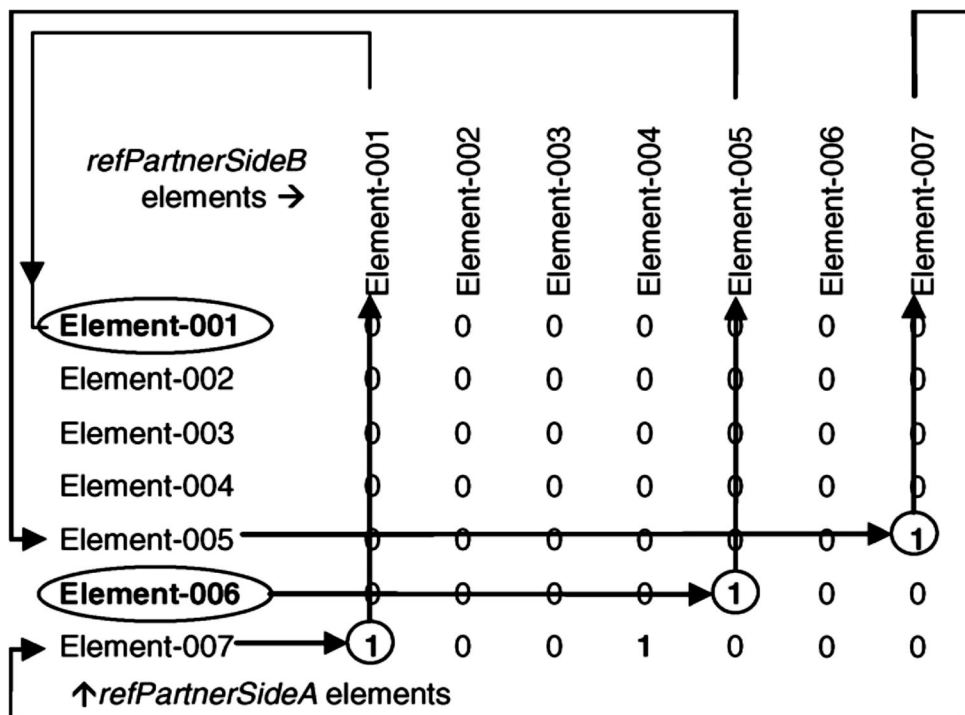 refPartnerSideB
elements →
Element-001
Element-002
Element-003
Element-004
Element-005
Element-006
Element-007
Element-001 0 0 0 0 0 0 0
Element-002 0 0 0 0 0 0 0
Element-003 0 0 0 0 0 0 0
Element-004 0 0 0 0 0 0 0
Element-005 0 0 0 0 0 0 1
Element-006 0 0 0 0 1 0 0
Element-007 1 0 0 1 0 0 0
↑refPartnerSideA elements